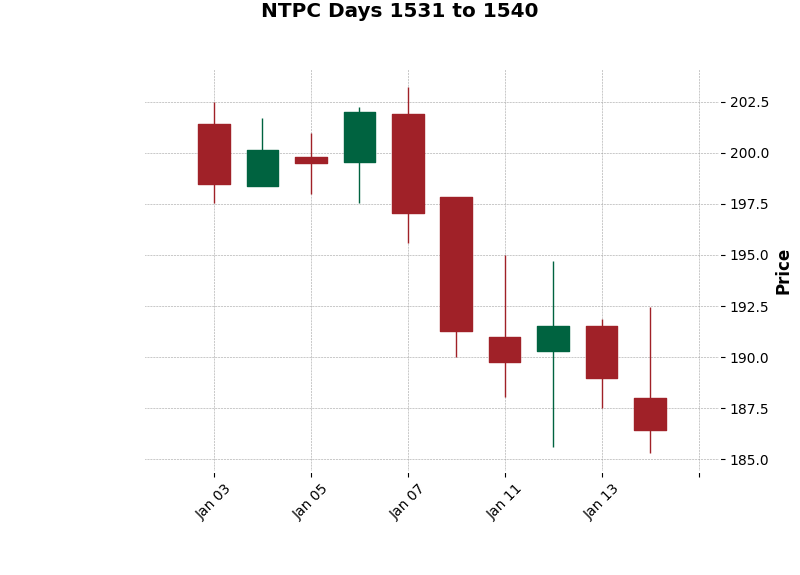 NTPC Days 1531 to 1540
202.5
200.0
197.5
195.0
192.5
190.0
187.5
185.0
Price
Jan 03
Jan 05
Jan 07
Jan 11
Jan 13